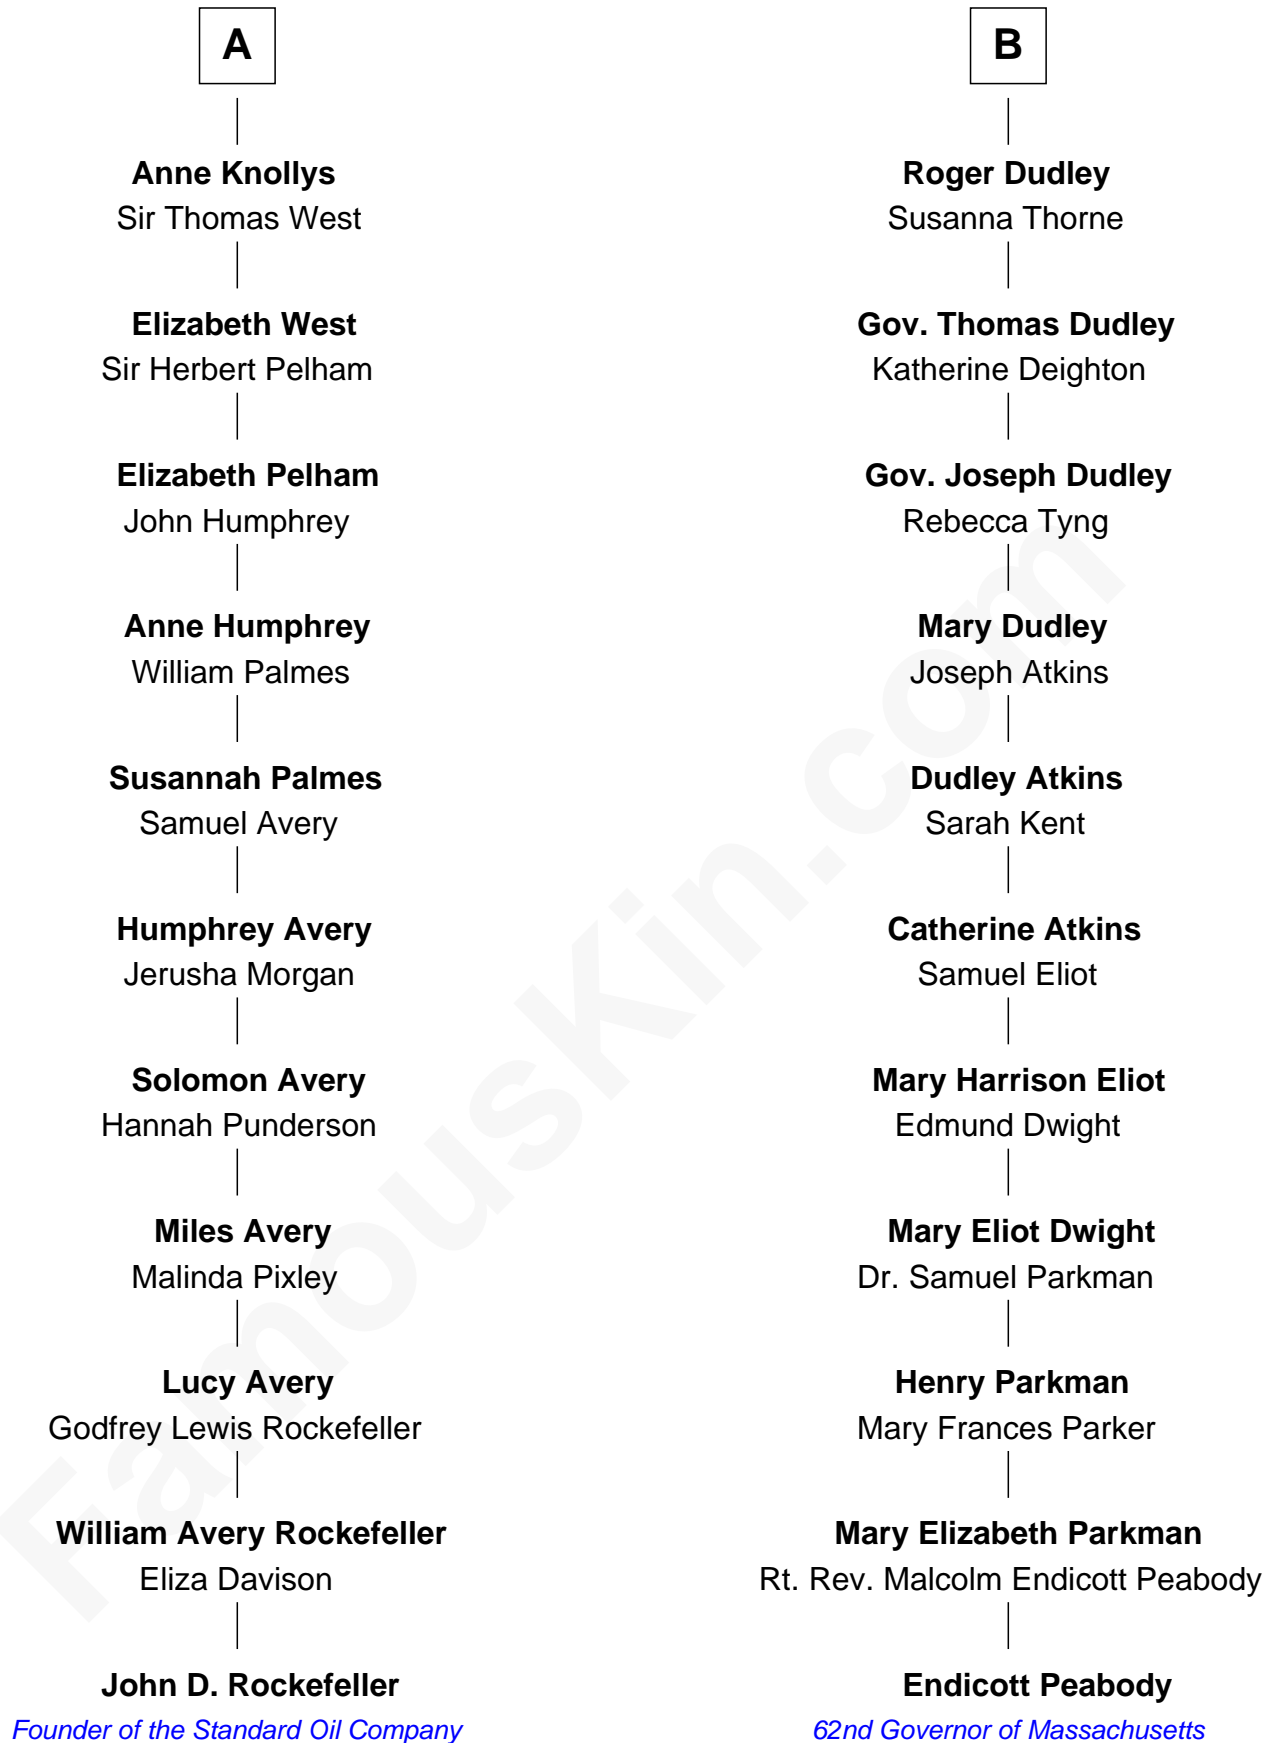 A
Anne Knollys
Sir Thomas West
Elizabeth West
Sir Herbert Pelham
Elizabeth Pelham
John Humphrey
Anne Humphrey
William Palmes
Susannah Palmes
Samuel Avery
Humphrey Avery
Jerusha Morgan
Solomon Avery
Hannah Punderson
Miles Avery
Malinda Pixley
Lucy Avery
Godfrey Lewis Rockefeller
William Avery Rockefeller
Eliza Davison
John D. Rockefeller
Founder of the Standard Oil Company
B
Roger Dudley
Susanna Thorne
Gov. Thomas Dudley
Katherine Deighton
Gov. Joseph Dudley
Rebecca Tyng
Mary Dudley
Joseph Atkins
Dudley Atkins
Sarah Kent
Catherine Atkins
Samuel Eliot
Mary Harrison Eliot
Edmund Dwight
Mary Eliot Dwight
Dr. Samuel Parkman
Henry Parkman
Mary Frances Parker
Mary Elizabeth Parkman
Rt. Rev. Malcolm Endicott Peabody
Endicott Peabody
62nd Governor of Massachusetts
FamousKin.com